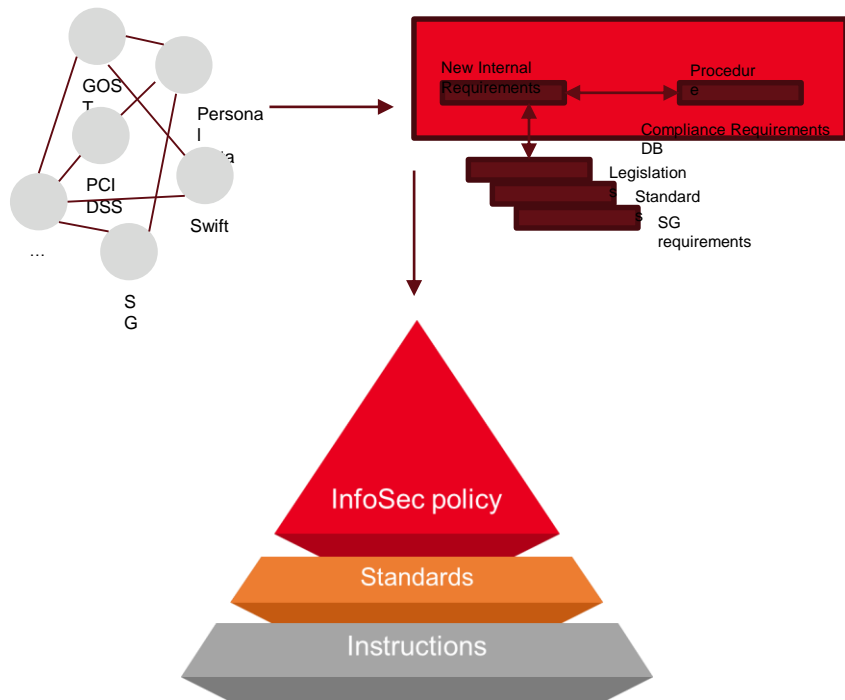 GOS
T
Persona
l
PCI
DSS
Swift
...
S
G
New Internal
Requirements
Procedur
e
Compliance Requirements
DB
Legislation
s
Standard
s
SG
requirements
InfoSec policy
Standards
Instructions